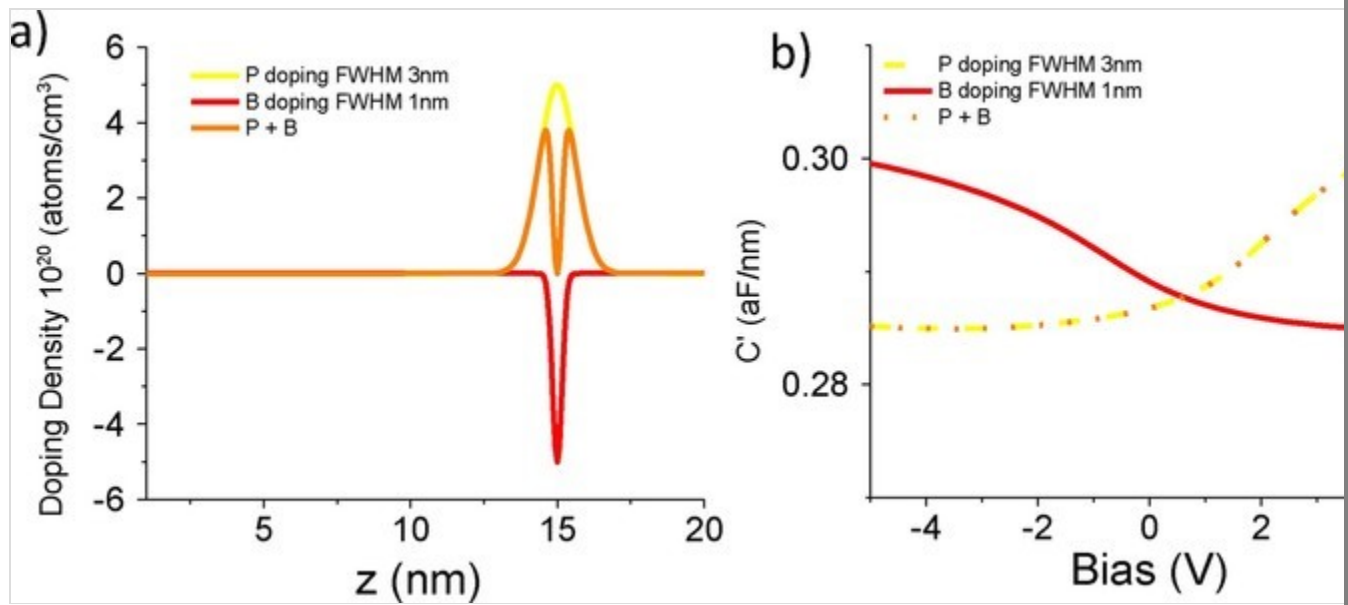 a)
Doping Density 10²⁰ (atoms/cm³)
6
4
2
0
-2
-4
-6
P doping FWHM 3nm
B doping FWHM 1nm
P + B
5
10
15
20
z (nm)
b)
C' (aF/nm)
0.30
0.28
P doping FWHM 3nm
B doping FWHM 1nm
P + B
-4
-2
0
2
Bias (V)